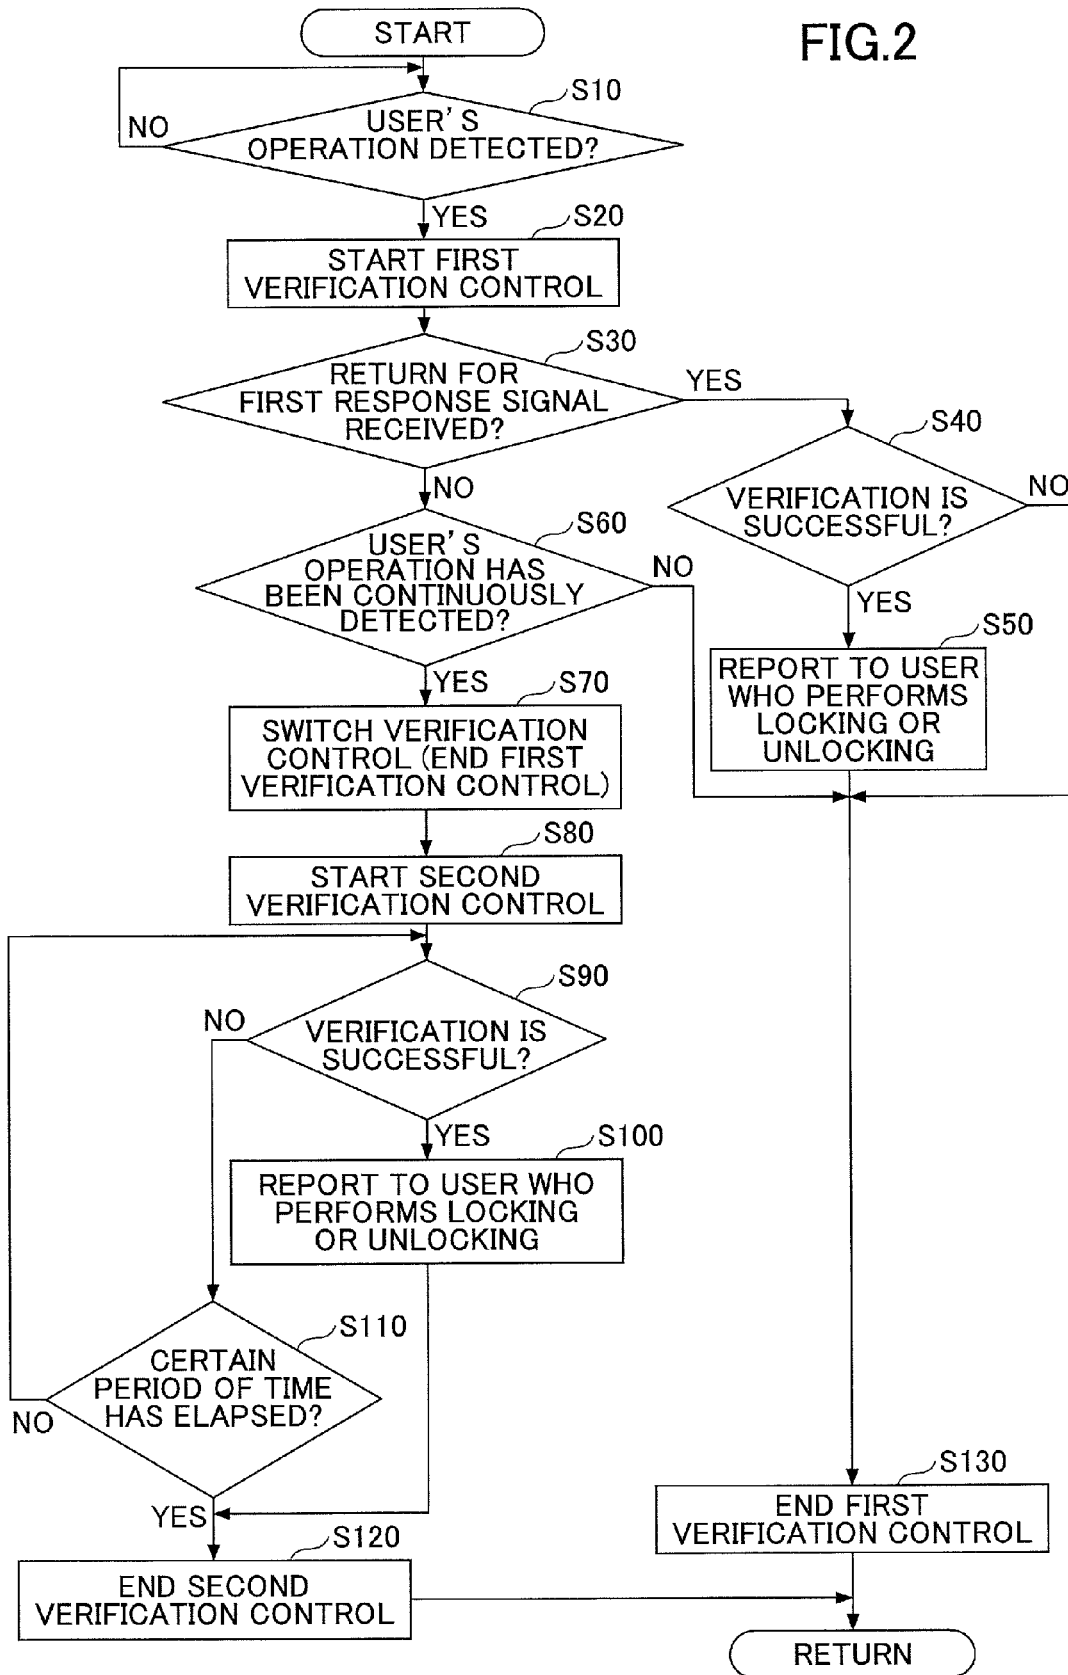 FIG.2
START
S10
USER'S
OPERATION DETECTED?
NO
YES
S20
START FIRST
VERIFICATION CONTROL
S30
RETURN FOR
FIRST RESPONSE SIGNAL
RECEIVED?
YES
NO
S40
VERIFICATION IS
SUCCESSFUL?
NO
YES
S50
REPORT TO USER
WHO PERFORMS
LOCKING OR
UNLOCKING
S60
USER'S
OPERATION HAS
BEEN CONTINUOUSLY
DETECTED?
NO
YES
S70
SWITCH VERIFICATION
CONTROL (END FIRST
VERIFICATION CONTROL)
S80
START SECOND
VERIFICATION CONTROL
S90
VERIFICATION IS
SUCCESSFUL?
NO
YES
S100
REPORT TO USER WHO
PERFORMS LOCKING
OR UNLOCKING
S110
CERTAIN
PERIOD OF TIME
HAS ELAPSED?
NO
YES
S120
END SECOND
VERIFICATION CONTROL
S130
END FIRST
VERIFICATION CONTROL
RETURN